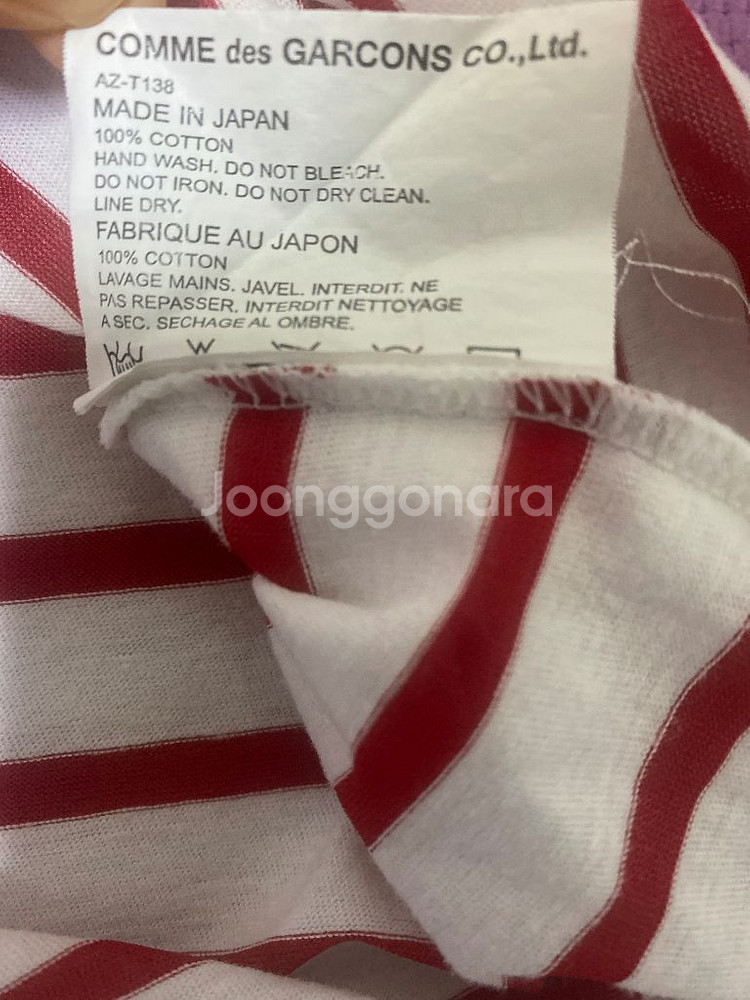 COMME des GARCONS CO.,Ltd.
AZ-T138
MADE IN JAPAN
100% COTTON
HAND WASH. DO NOT BLEACH.
DO NOT IRON. DO NOT DRY CLEAN.
LINE DRY.
FABRIQUE AU JAPON
100% COTTON
LAVAGE MAINS. JAVEL. INTERDIT. NE
PAS REPASSER. INTERDIT NETTOYAGE
A SEC. SECHAGE AL OMBRE.
W
Joonggonara